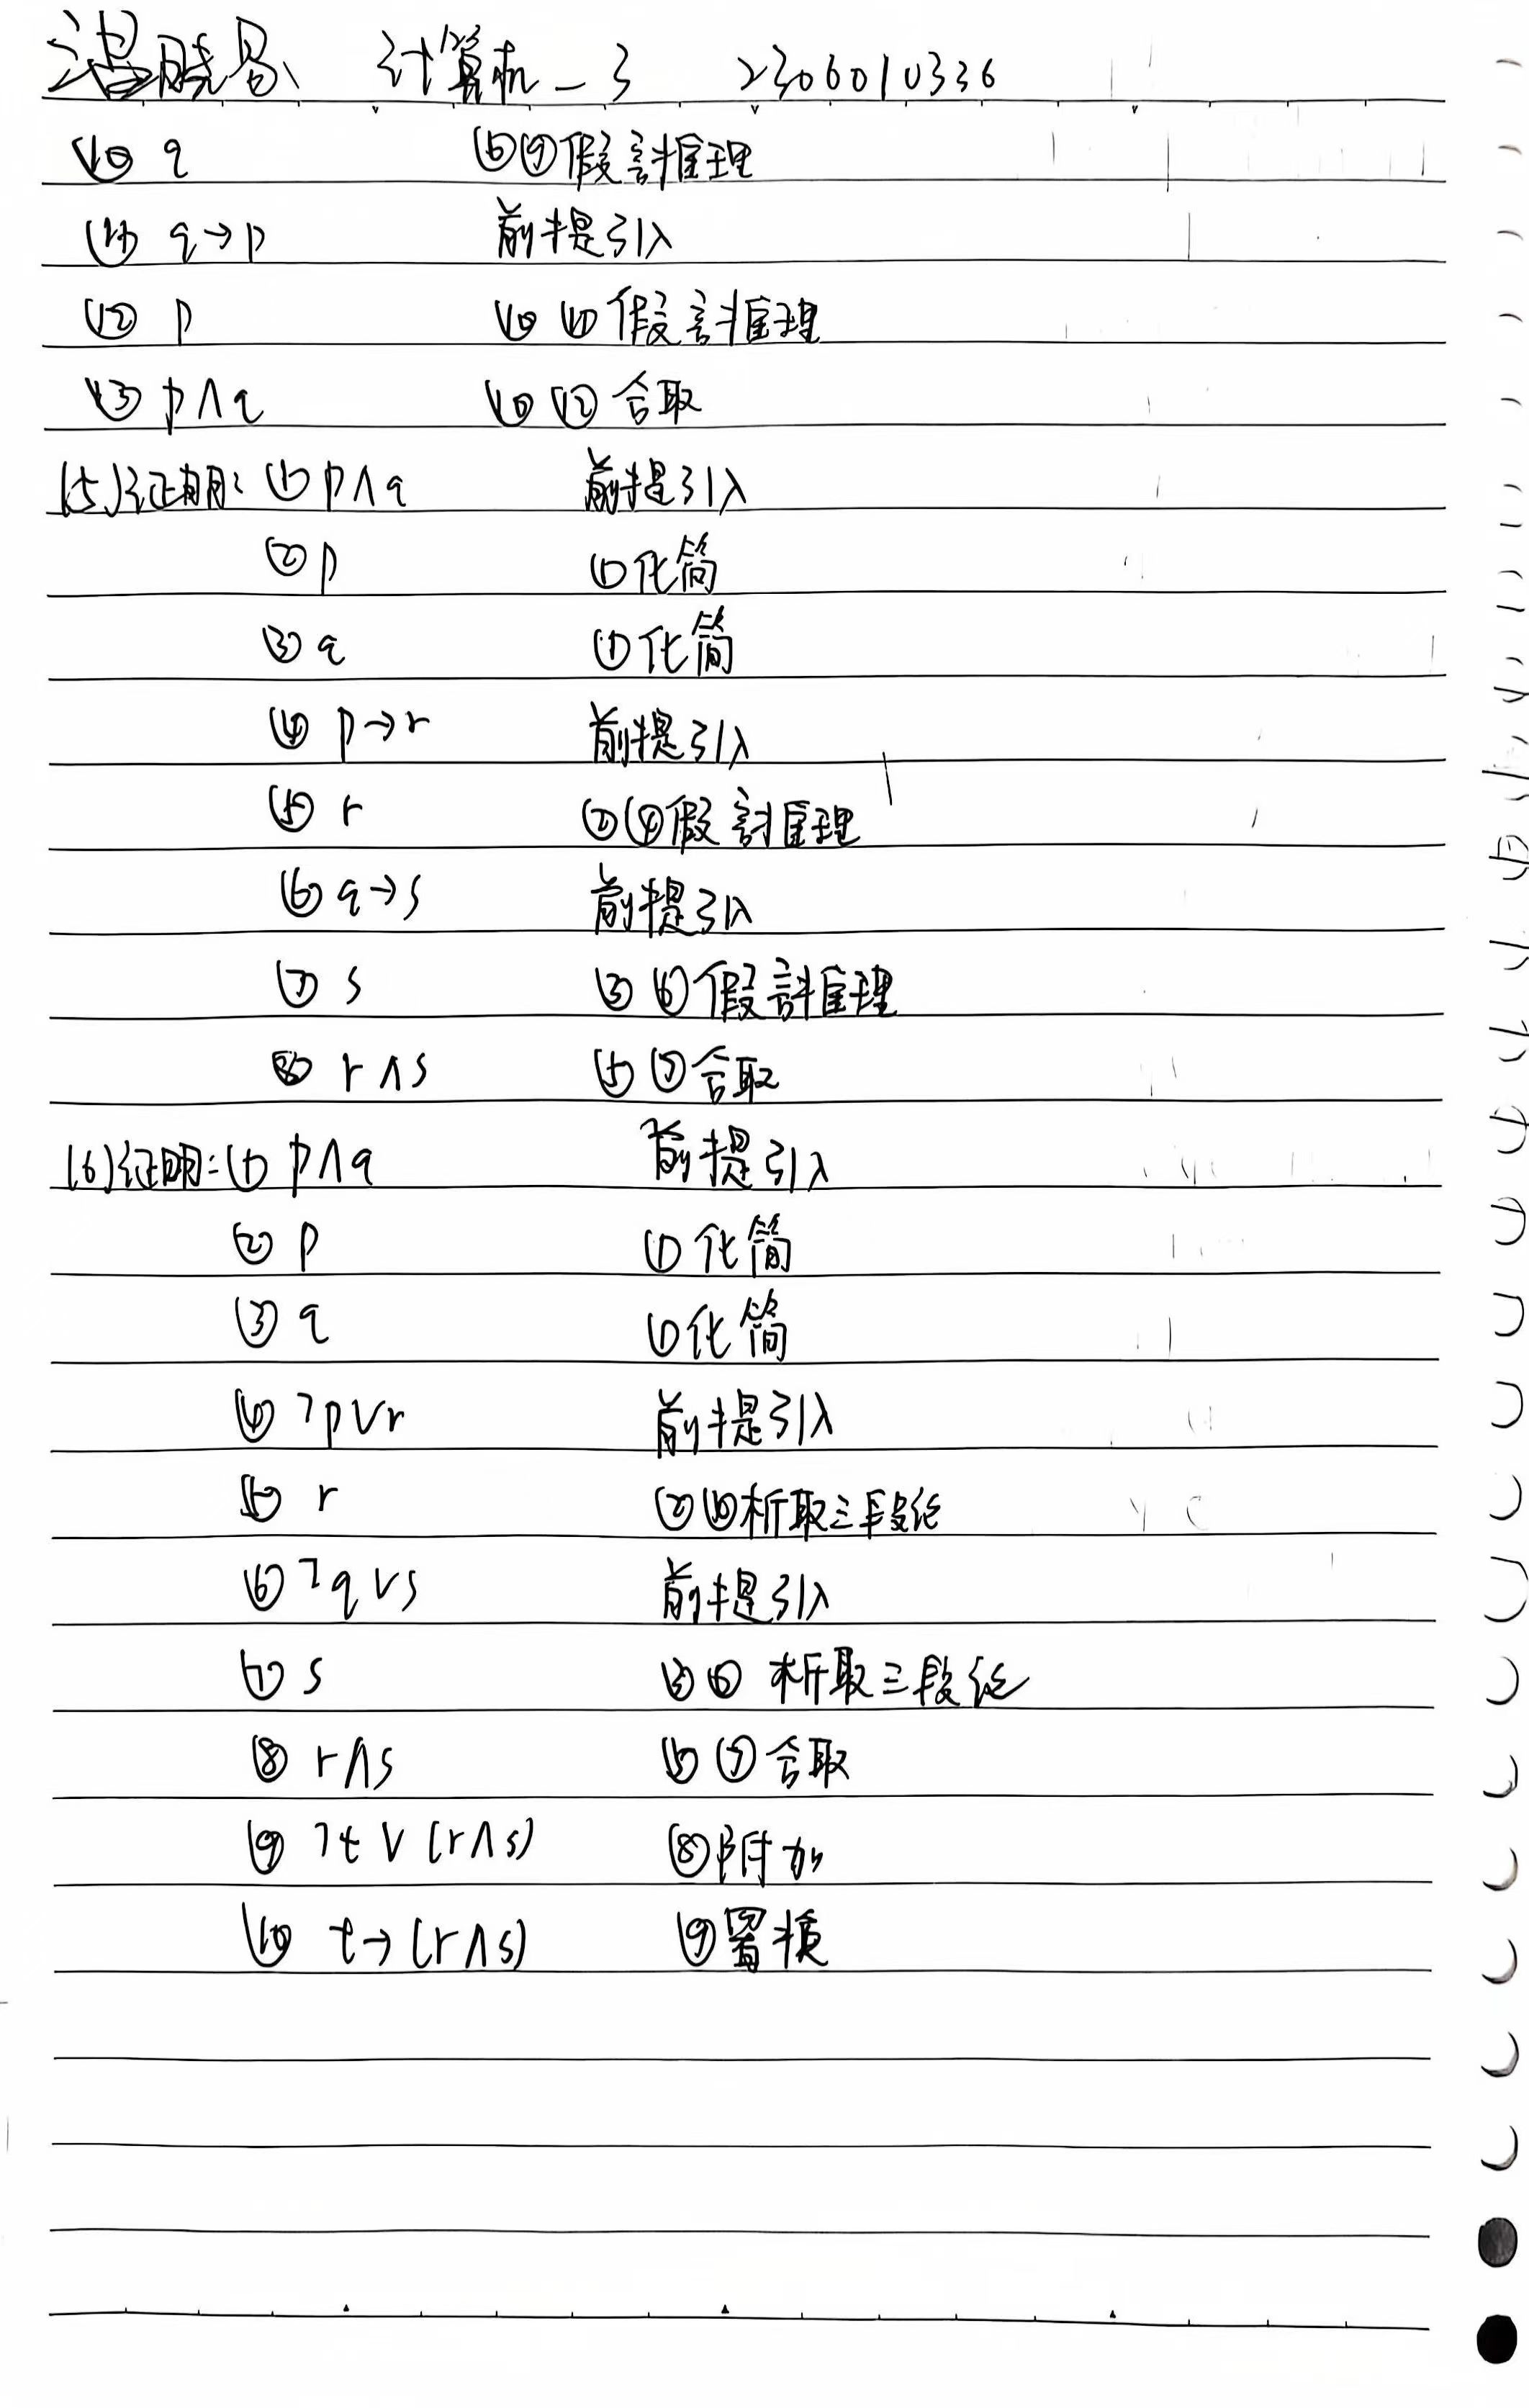 计算机-3 2306010336
⑩ q ⑥⑨假言推理
⑪ q→p 前提引入
⑫ p ⑩⑪假言推理
⑬ p∧q ⑩⑫合取
(5)证明: ① p∧q 前提引入
② p ①化简
③ q ①化简
④ p→r 前提引入
⑤ r ②④假言推理
⑥ q→s 前提引入
⑦ s ③⑥假言推理
⑧ r∧s ⑤⑦合取
(6)证明: ① p∧q 前提引入
② p ①化简
③ q ①化简
④ ¬p∨r 前提引入
⑤ r ②④析取三段论
⑥ ¬q∨s 前提引入
⑦ s ③⑥ 析取三段论
⑧ r∧s ⑤⑦合取
⑨ ¬t∨(r∧s) ⑧附加
⑩ t→(r∧s) ⑨置换